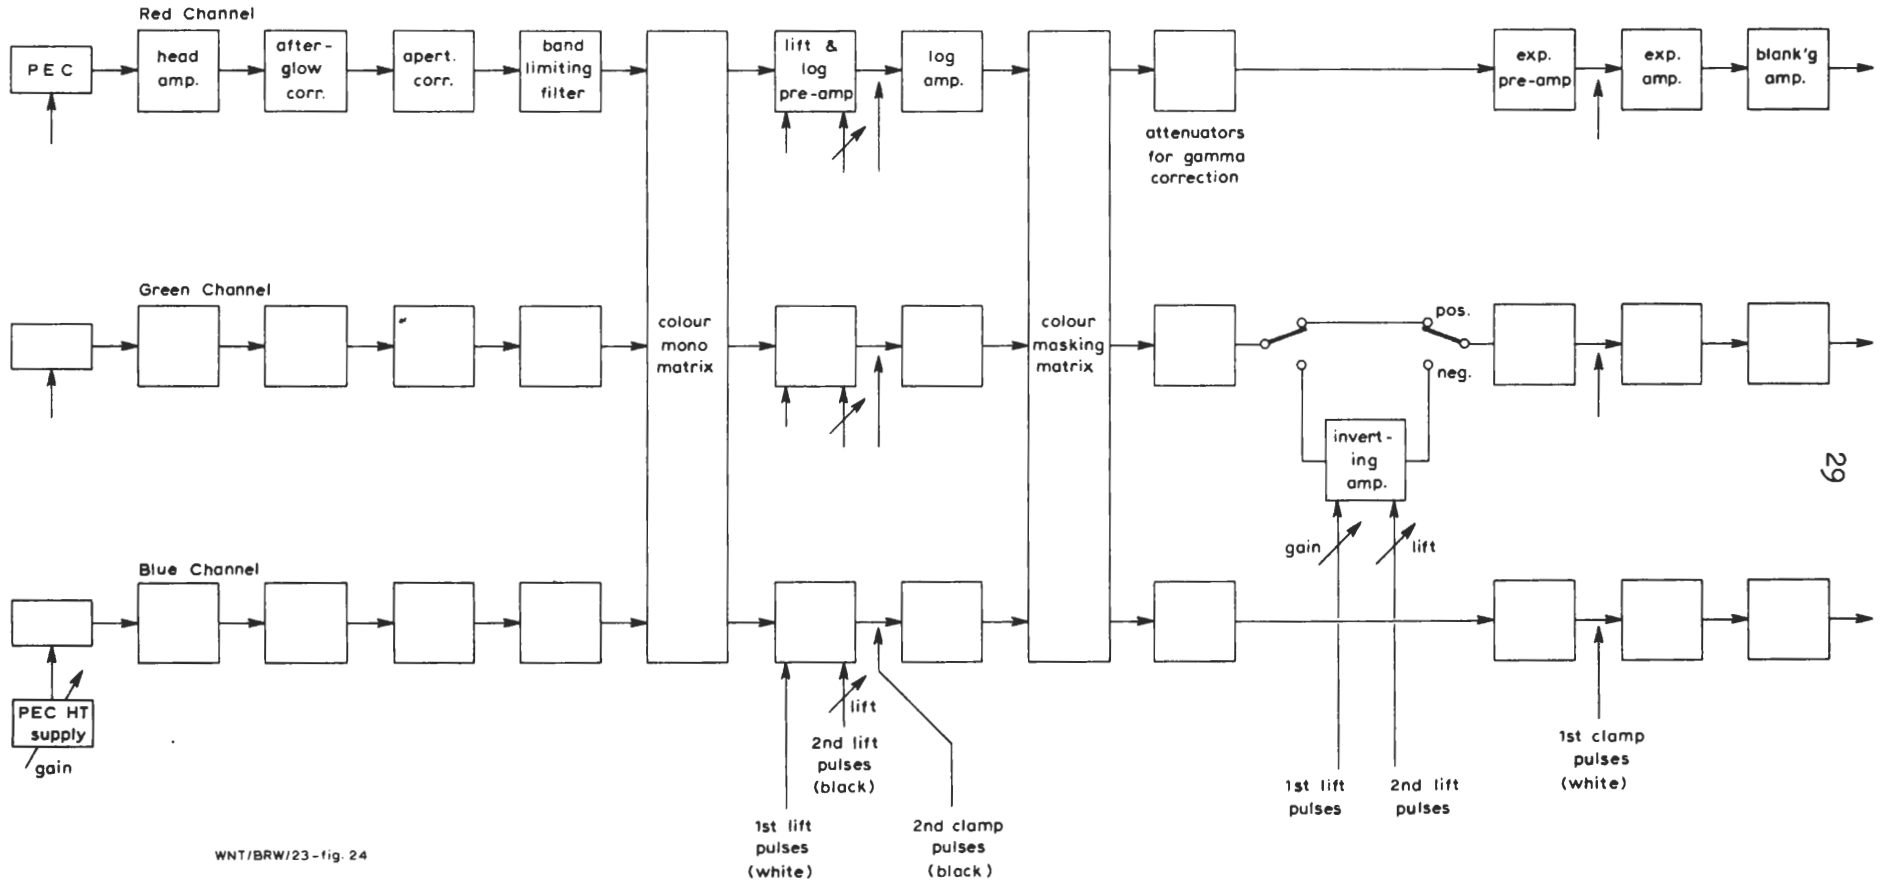 Red Channel
PEC
head
amp.
after-
glow
corr.
apert.
corr.
band
limiting
filter
lift &
log
pre-amp
log
amp.
attenuators
for gamma
correction
exp.
pre-amp
exp.
amp.
blank'g
amp.
Green Channel
colour
mono
matrix
colour
masking
matrix
pos.
neg.
invert-
ing
amp.
gain
lift
29
Blue Channel
PEC HT
supply
gain
lift
2nd lift
pulses
(black)
1st lift
pulses
(white)
2nd clamp
pulses
(black)
1st lift
pulses
2nd lift
pulses
1st clamp
pulses
(white)
WNT/BRW/23-fig. 24